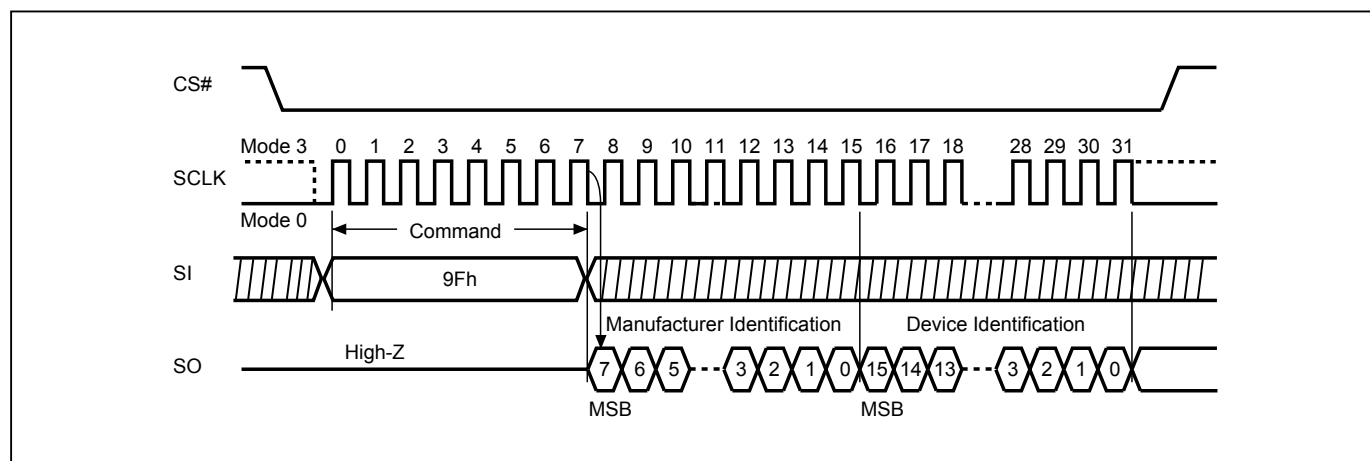 CS#
Mode 3 0 1 2 3 4 5 6 7 8 9 10 11 12 13 14 15 16 17 18 28 29 30 31
SCLK
Mode 0
Command
SI 9Fh
Manufacturer Identification Device Identification
High-Z
SO 7 6 5 3 2 1 0 15 14 13 3 2 1 0
MSB MSB